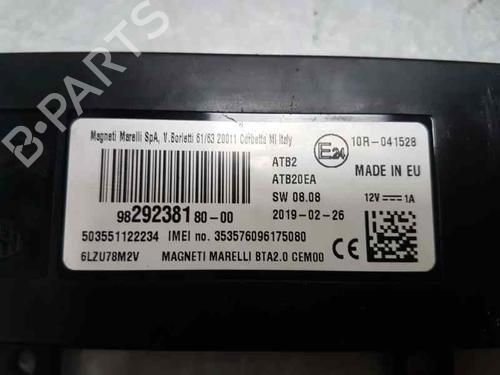 Magneti Marelli SpA, V.Borletti 61/63 20011 Corbetta MI Italy
ATB2
ATB20EA
SW 08.08
2019-02-26
E24
10R-041528
MADE IN EU
12V 1A
9829238180-00
503551122234 IMEI no. 353576096175080
6LZU78M2V MAGNETI MARELLI BTA2.0 CEM00
CE
B-PARTS